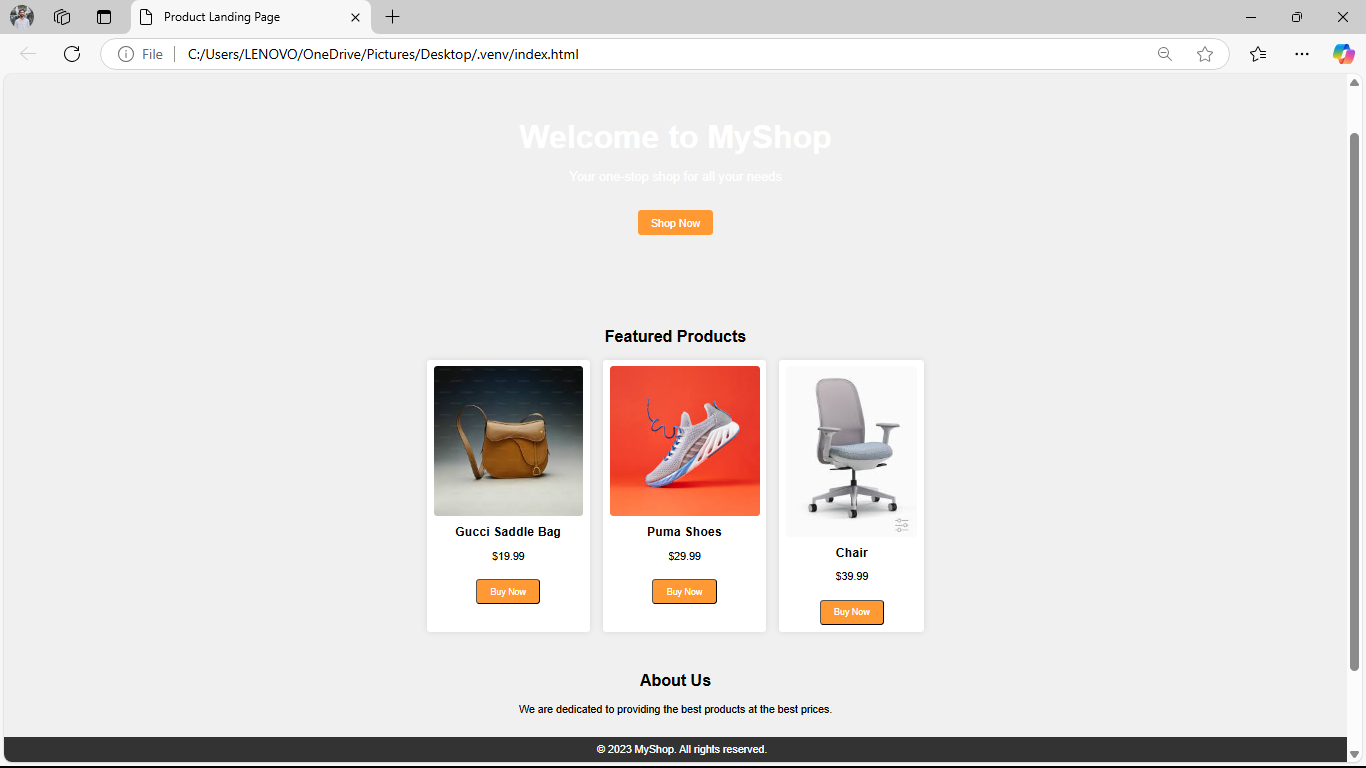 Product Landing Page
File
C:/Users/LENOVO/OneDrive/Pictures/Desktop/.venv/index.html
Welcome to MyShop
Your one-stop shop for all your needs
Shop Now
Featured Products
Gucci Saddle Bag
$19.99
Buy Now
Puma Shoes
$29.99
Buy Now
Chair
$39.99
Buy Now
About Us
We are dedicated to providing the best products at the best prices.
© 2023 MyShop. All rights reserved.